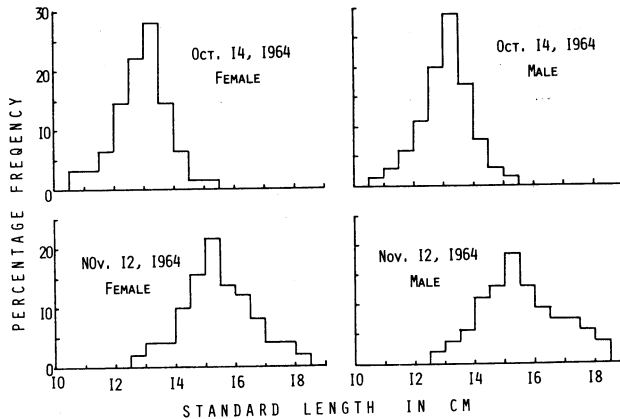 PERCENTAGE FREQENCY
30
20
10
0
OCT. 14, 1964
FEMALE
OCT. 14, 1964
MALE
20
10
0
NOV. 12, 1964
FEMALE
NOV. 12, 1964
MALE
10 12 14 16 18 10 12 14 16 18
STANDARD LENGTH IN CM